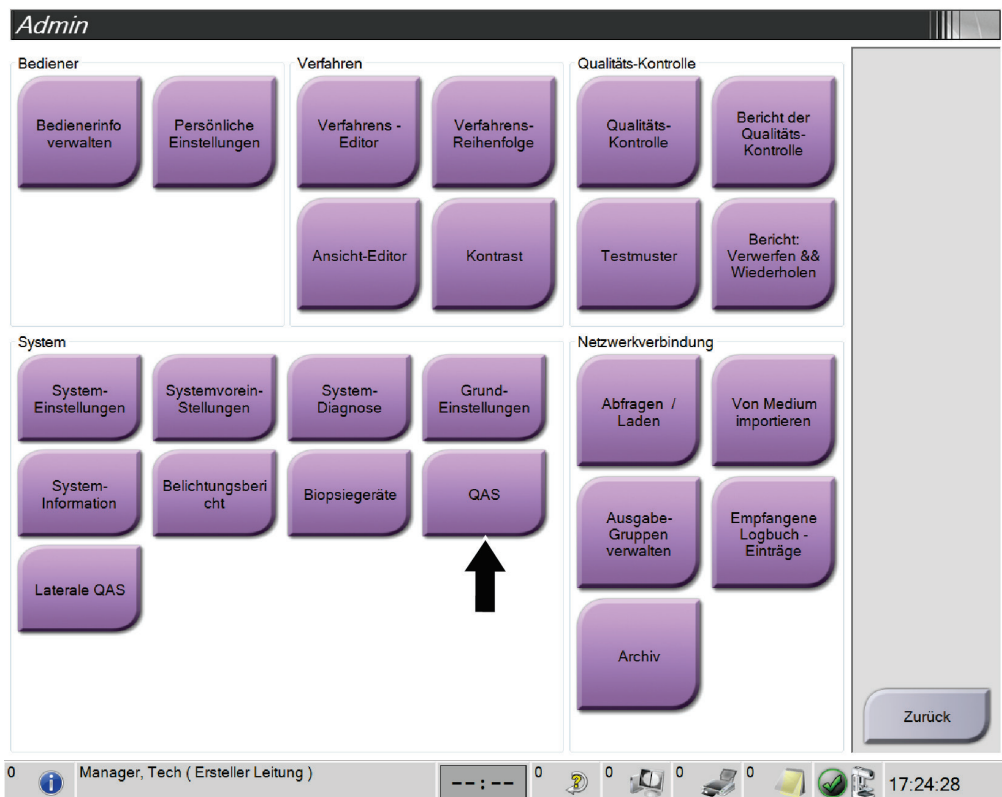 Admin
Bediener
Bedienerinfo
verwalten
Persönliche
Einstellungen
Verfahren
Verfahrens -
Editor
Verfahrens-
Reihenfolge
Ansicht-Editor
Kontrast
Qualitäts-Kontrolle
Qualitäts-
Kontrolle
Bericht der
Qualitäts-
Kontrolle
Testmuster
Bericht:
Verwerfen &&
Wiederholen
System
System-
Einstellungen
Systemvorein-
Stellungen
System-
Diagnose
Grund-
Einstellungen
System-
Information
Belichtungsberi
cht
Biopsiegeräte
QAS
Laterale QAS
Netzwerkverbindung
Abfragen /
Laden
Von Medium
importieren
Ausgabe-
Gruppen
verwalten
Empfangene
Logbuch -
Einträge
Archiv
Zurück
0
Manager, Tech ( Ersteller Leitung )
--:--
0
0
0
0
17:24:28